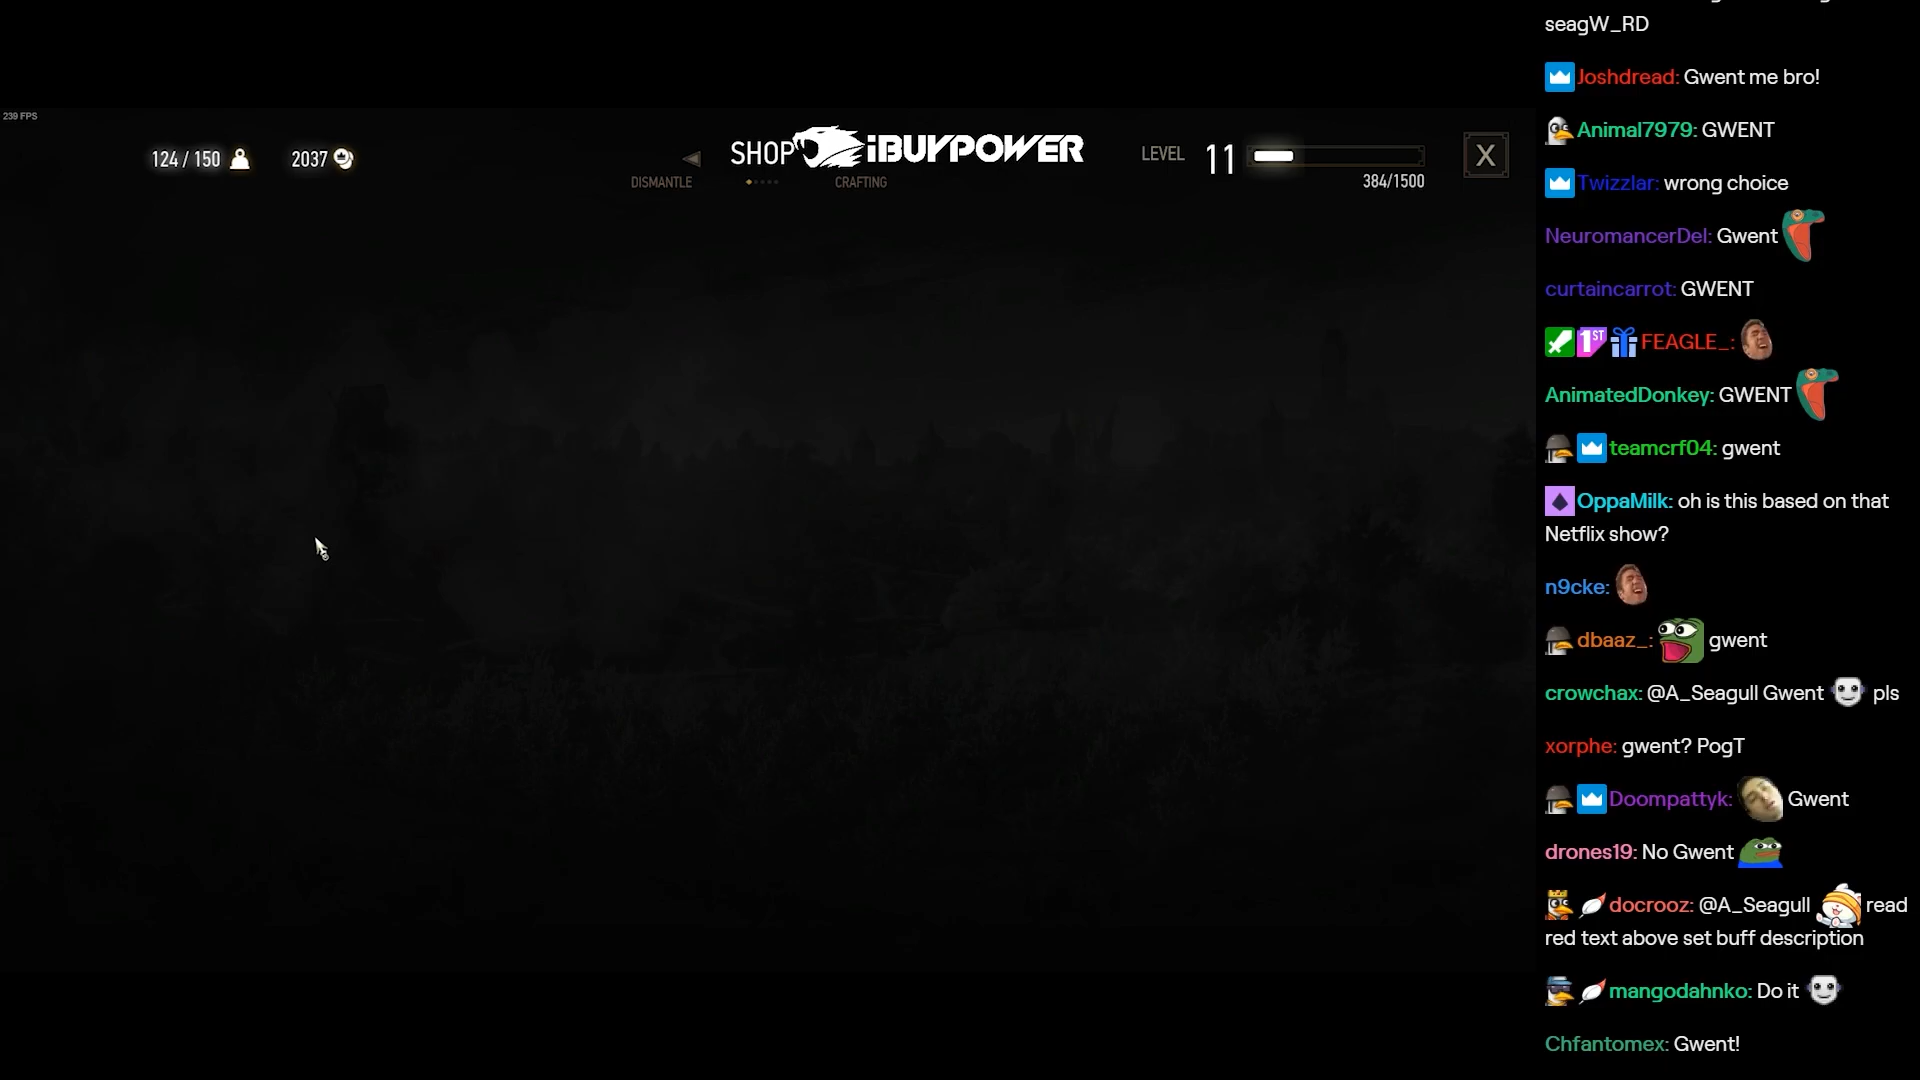 239 FPS
124 / 150
2037
SHOP
iBUYPOWER
DISMANTLE
CRAFTING
LEVEL 11
384/1500
X
seagW_RD
Joshdread: Gwent me bro!
Animal7979: GWENT
Twizzlar: wrong choice
NeuromancerDel: Gwent
curtaincarrot: GWENT
1ST FEAGLE_:
AnimatedDonkey: GWENT
teamcrf04: gwent
OppaMilk: oh is this based on that
Netflix show?
n9cke:
dbaaz_: gwent
crowchax: @A_Seagull Gwent pls
xorphe: gwent? PogT
Doompattyk: Gwent
drones19: No Gwent
docrooz: @A_Seagull read
red text above set buff description
mangodahnko: Do it
Chfantomex: Gwent!